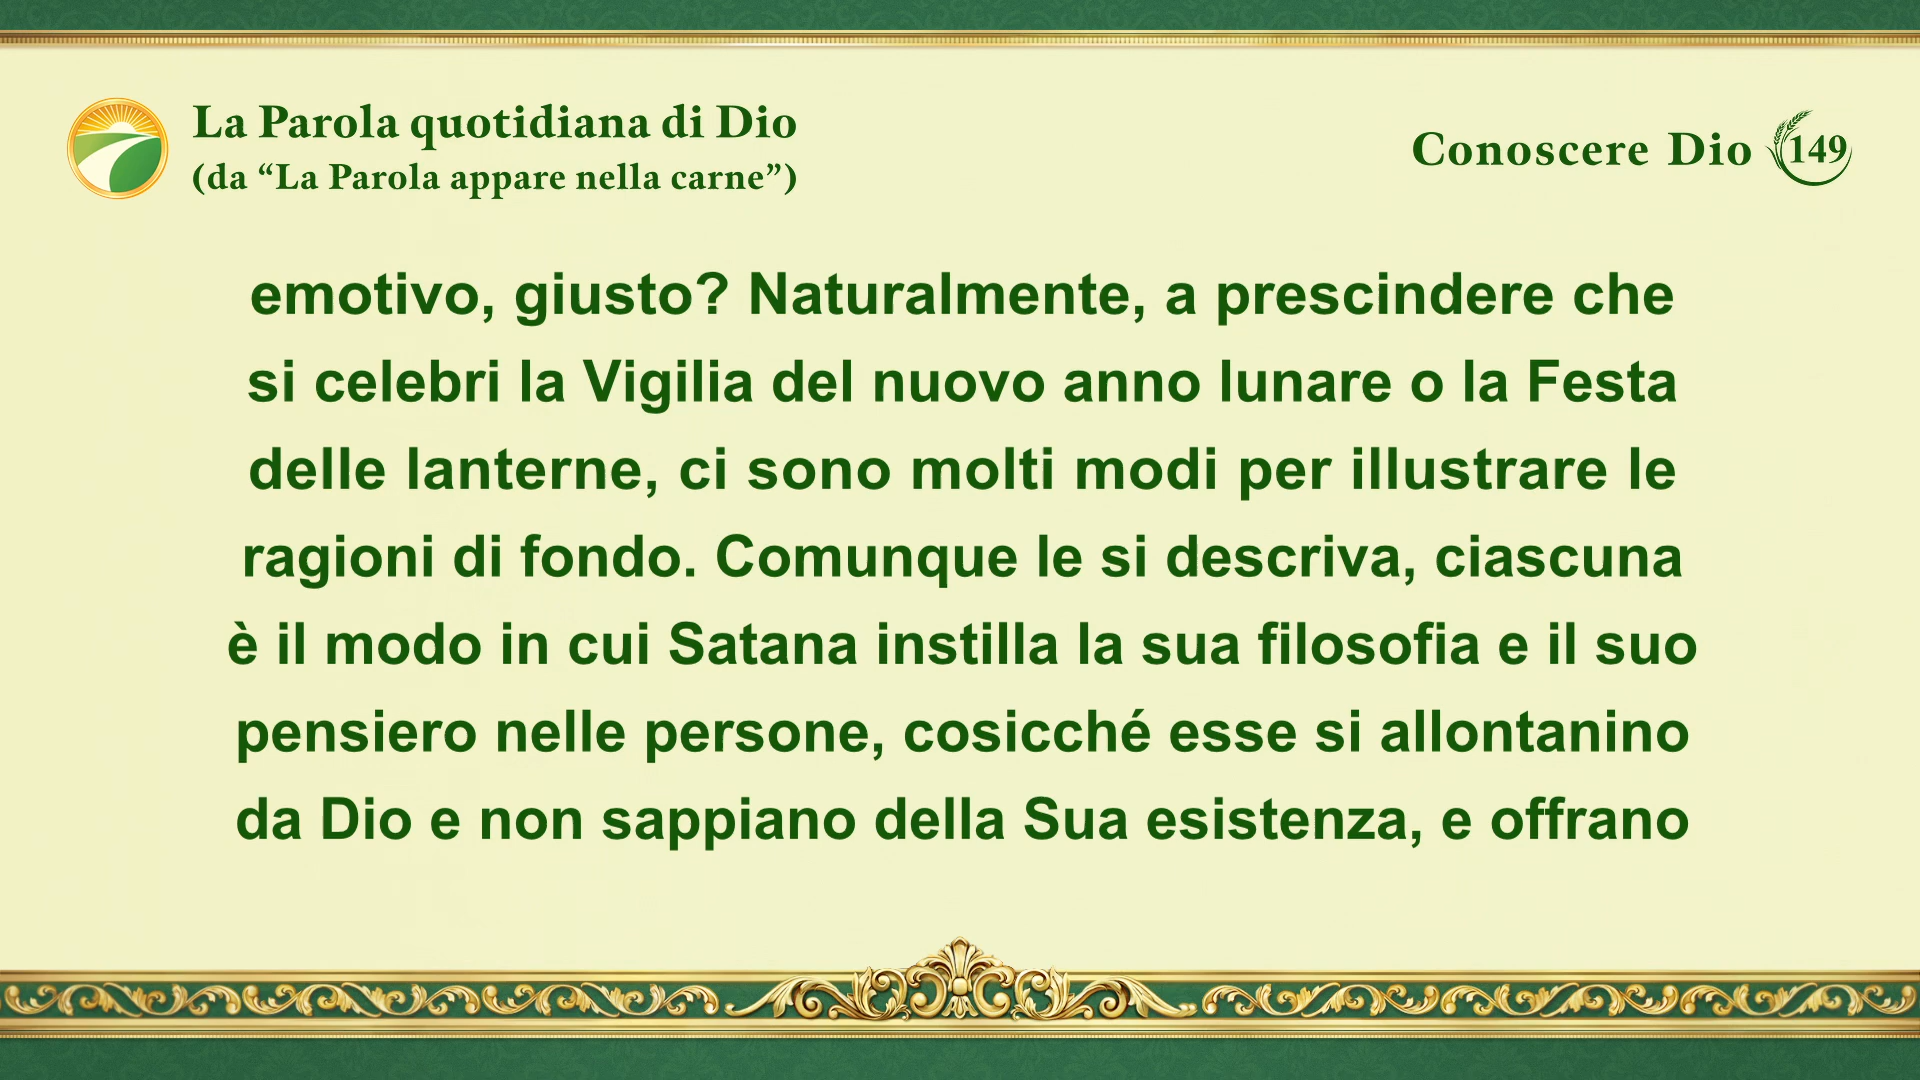 La Parola quotidiana di Dio
(da “La Parola appare nella carne”)
Conoscere Dio 149
emotivo, giusto? Naturalmente, a prescindere che
si celebri la Vigilia del nuovo anno lunare o la Festa
delle lanterne, ci sono molti modi per illustrare le
ragioni di fondo. Comunque le si descriva, ciascuna
è il modo in cui Satana instilla la sua filosofia e il suo
pensiero nelle persone, cosicché esse si allontanino
da Dio e non sappiano della Sua esistenza, e offrano